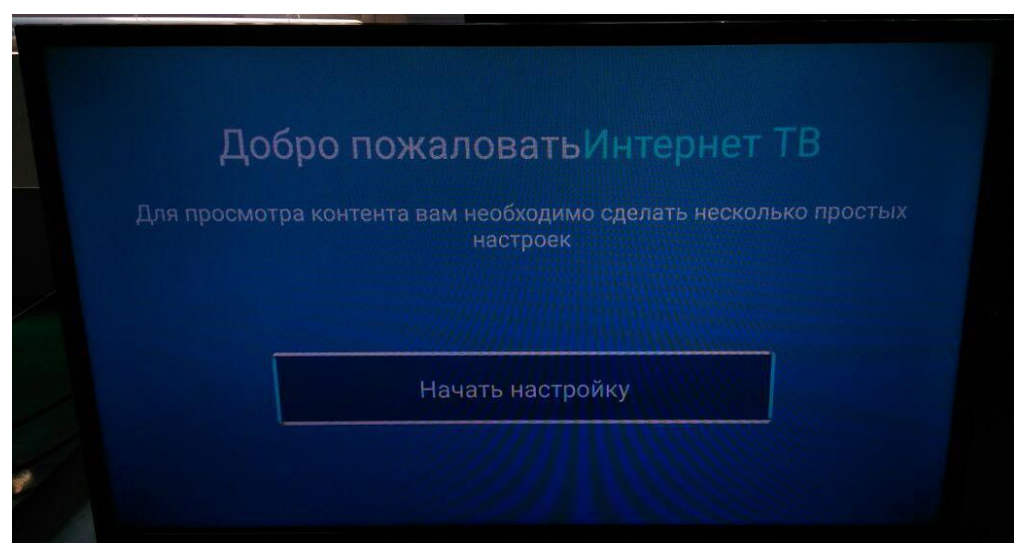 Добро пожаловатьИнтернет ТВ
Для просмотра контента вам необходимо сделать несколько простых
настроек
Начать настройку